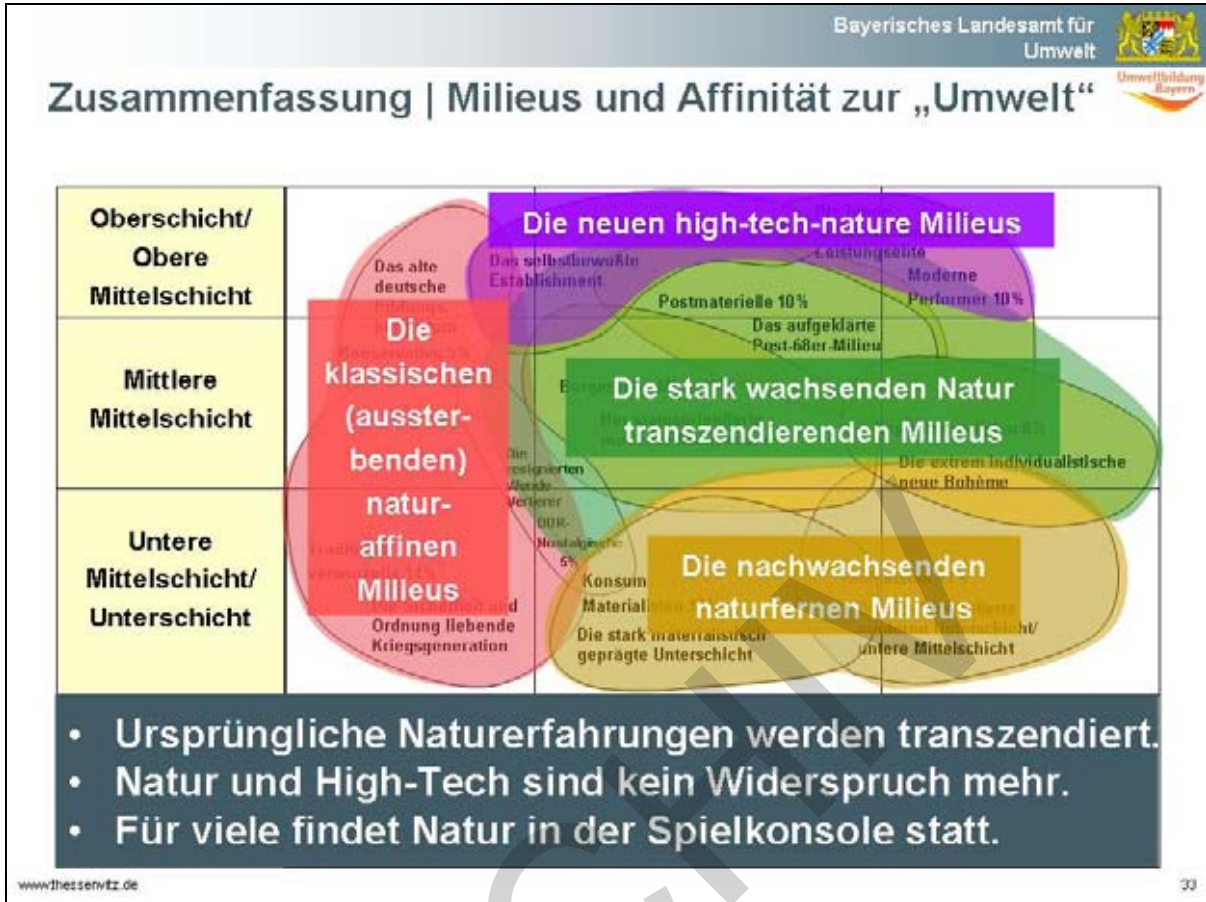 Bayerisches Landesamt für
Umwelt
Umweltbildung
Bayern
Zusammenfassung | Milieus und Affinität zur „Umwelt“
Oberschicht/
Obere
Mittelschicht
Mittlere
Mittelschicht
Untere
Mittelschicht/
Unterschicht
Die neuen high-tech-nature Milieus
Das alte
deutsche
Das selbstbewußte
Establishment
Leistungselite
Moderne
Performer 10%
Postmaterielle 10%
Das aufgeklärte
Post-68er-Milieu
Die
klassischen
(ausster-
benden)
natur-
affinen
Milieus
Die stark wachsenden Natur
transzendierenden Milieus
Die extrem individualistische
neue Bohème
Die
resignierten
Wende
Verlierer
DDR-
Nostalgische
6%
Die nachwachsenden
naturfernen Milieus
Konsum
Die Sicherheit und
Ordnung liebende
Kriegsgeneration
Die stark materialistisch
geprägte Unterschicht
untere Mittelschicht
• Ursprüngliche Naturerfahrungen werden transzendiert.
• Natur und High-Tech sind kein Widerspruch mehr.
• Für viele findet Natur in der Spielkonsole statt.
www.thessenvitz.de
33